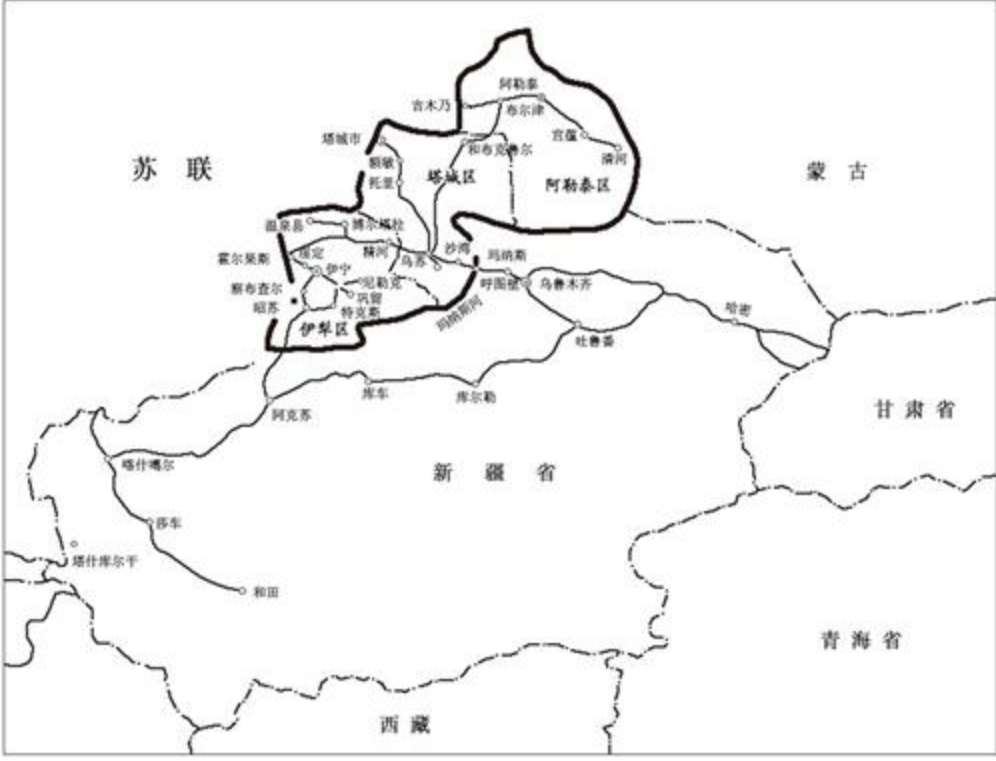 阿勒泰
吉木乃
布尔津
塔城市
富蕴
和布克鲁尔
清河
额敏
苏联
塔城区
蒙古
托里
阿勒泰区
温泉县
博尔塔拉
精河
沙湾
玛纳斯
霍尔果斯
绥定
乌苏
伊宁
尼勒克
呼图壁
乌鲁木齐
察布查尔
巩留
昭苏
特克斯
玛纳斯河
哈密
伊犁区
吐鲁番
库车
库尔勒
阿克苏
甘肃省
喀什噶尔
新疆省
莎车
塔什库尔干
和田
青海省
西藏